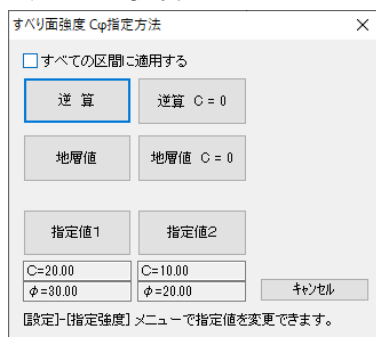 すべり面強度 Cφ指定方法
すべての区間に適用する
逆 算 逆算 C = 0
地層値 地層値 C = 0
指定値1 指定値2
C=20.00 C=10.00
φ=30.00 φ=20.00 キャンセル
[設定]-[指定強度] メニューで指定値を変更できます。